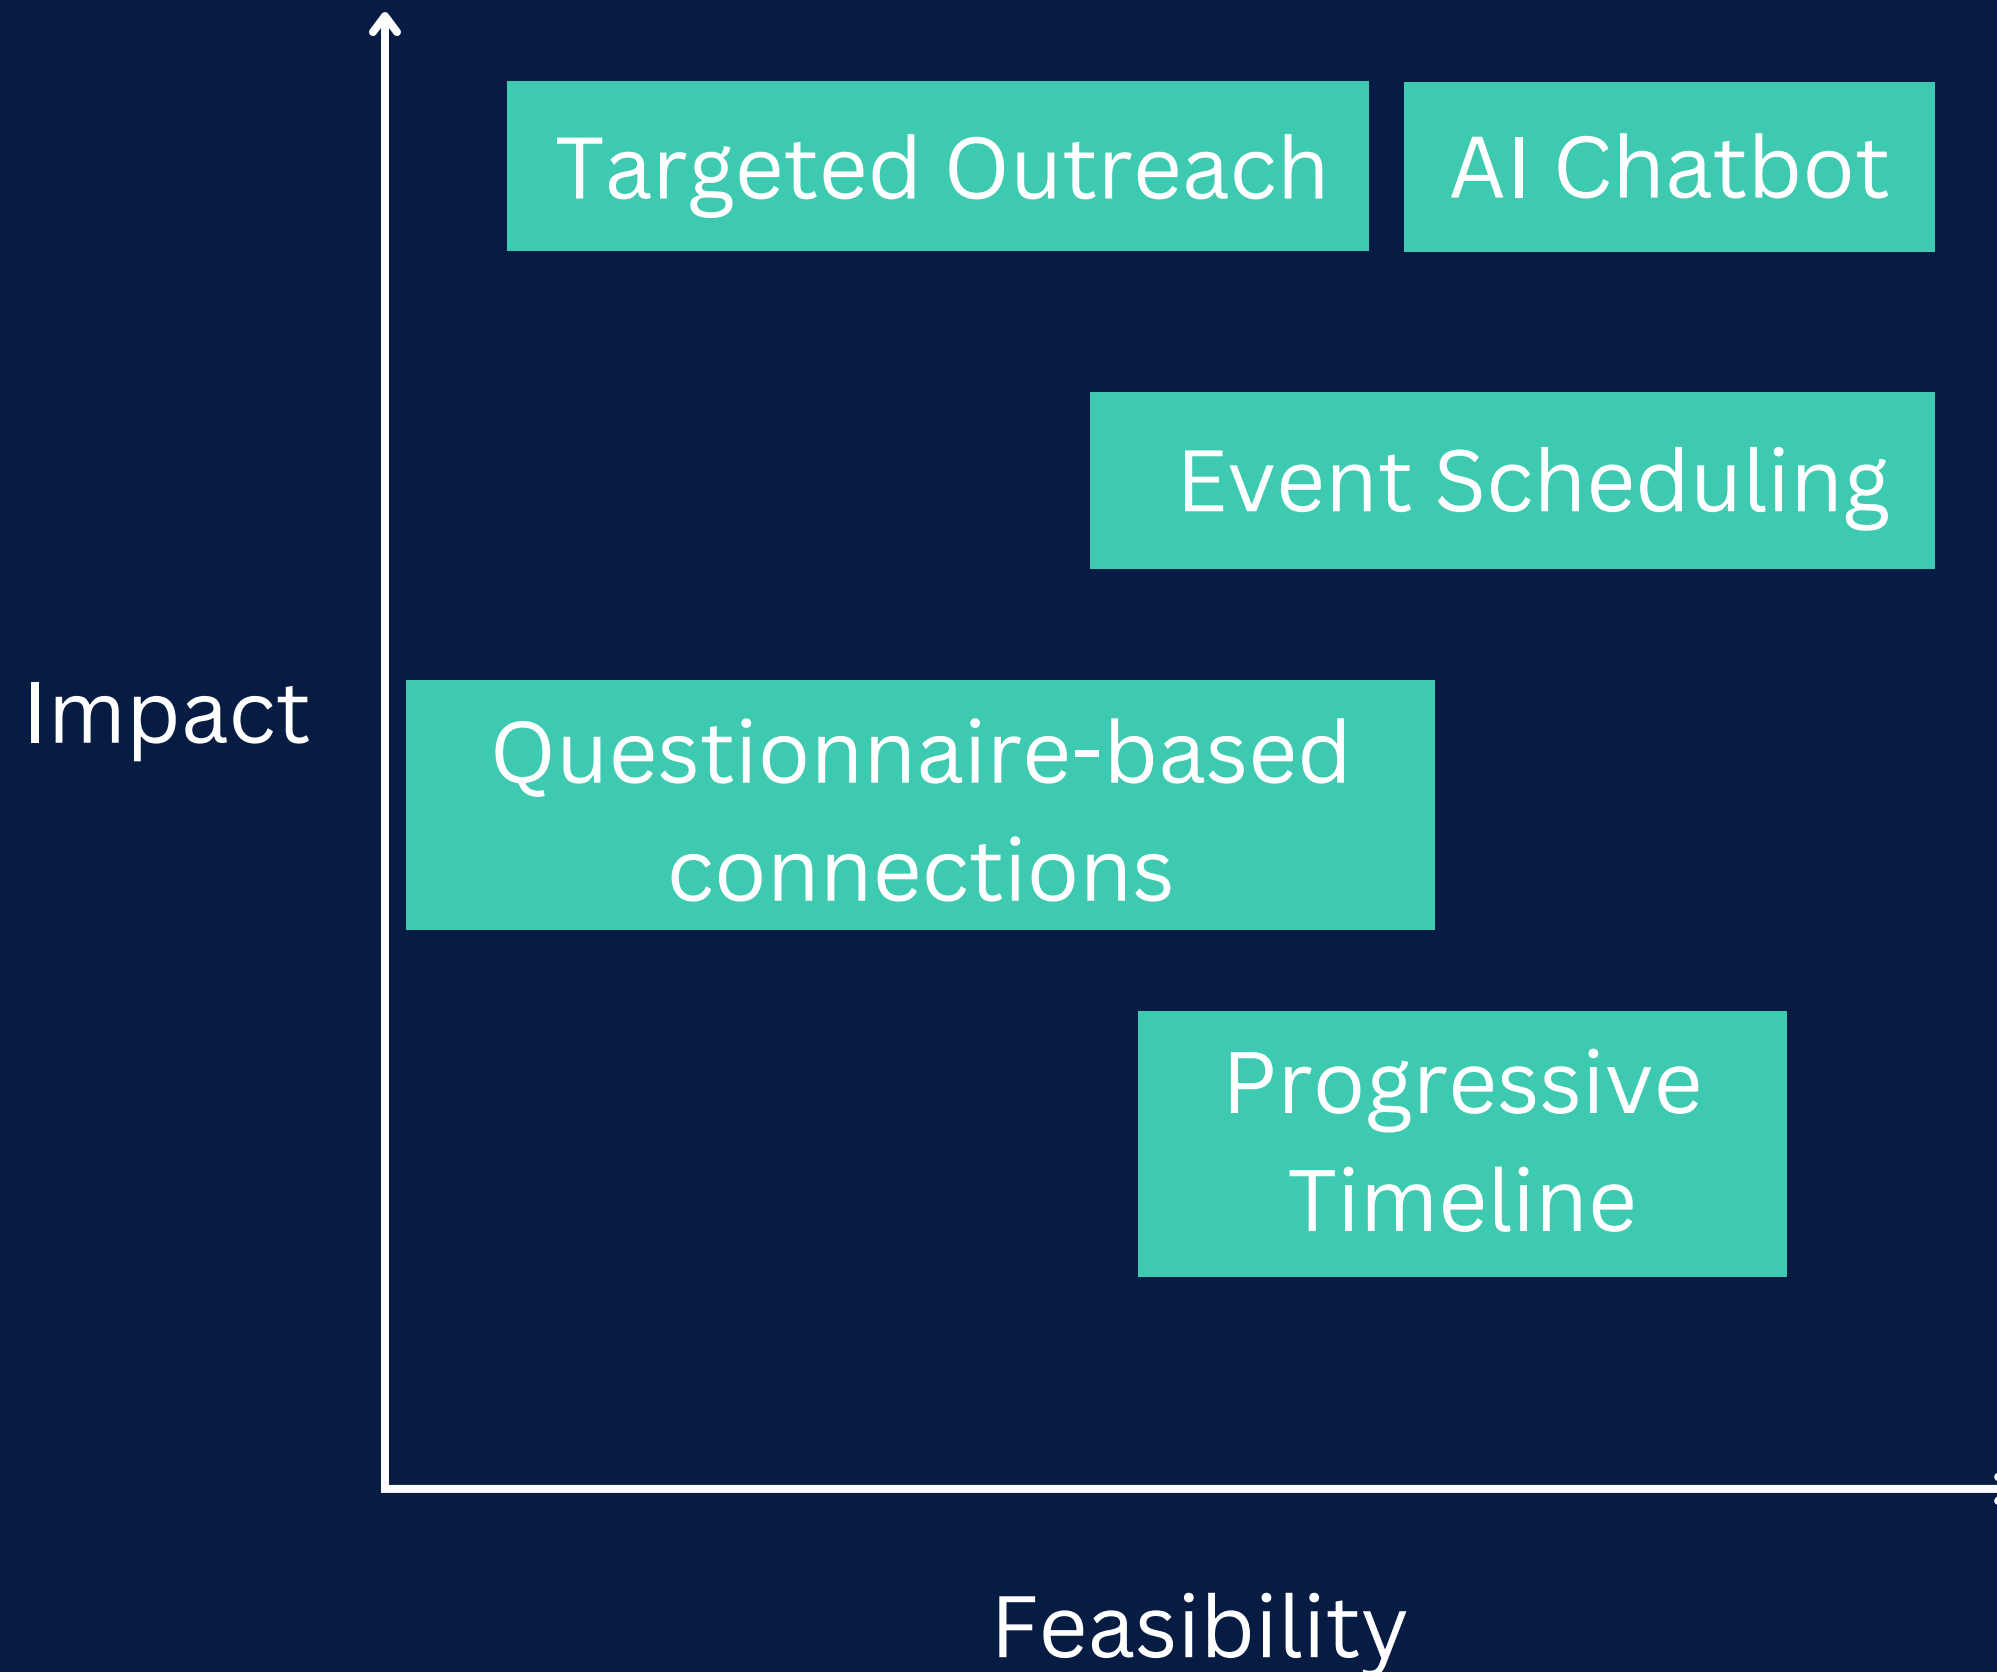 Targeted Outreach
AI Chatbot
Event Scheduling
Impact
Questionnaire-based
connections
Progressive
Timeline
Feasibility